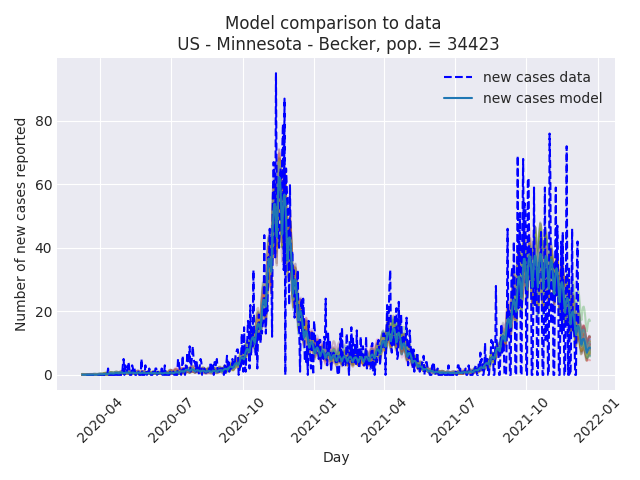 Model comparison to data
US - Minnesota - Becker, pop. = 34423
new cases data
new cases model
Number of new cases reported
80
60
40
20
0
2020-04
2020-07
2020-10
2021-01
2021-04
2021-07
2021-10
2022-01
Day